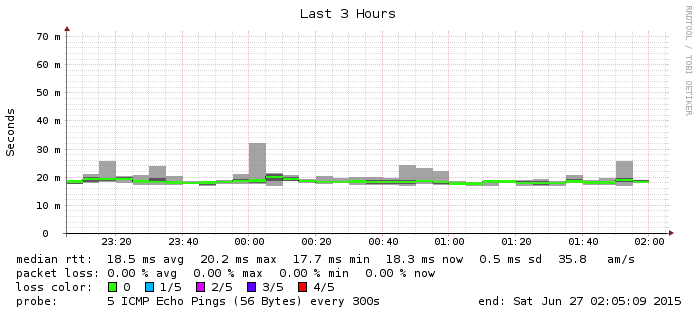 Last 3 Hours
RRDTOOL / TOBI OETIKER
Seconds
70 m
60 m
50 m
40 m
30 m
20 m
10 m
0
23:20 23:40 00:00 00:20 00:40 01:00 01:20 01:40 02:00
median rtt: 18.5 ms avg 20.2 ms max 17.7 ms min 18.3 ms now 0.5 ms sd 35.8 am/s
packet loss: 0.00 % avg 0.00 % max 0.00 % min 0.00 % now
loss color: 0 1/5 2/5 3/5 4/5
probe: 5 ICMP Echo Pings (56 Bytes) every 300s end: Sat Jun 27 02:05:09 2015